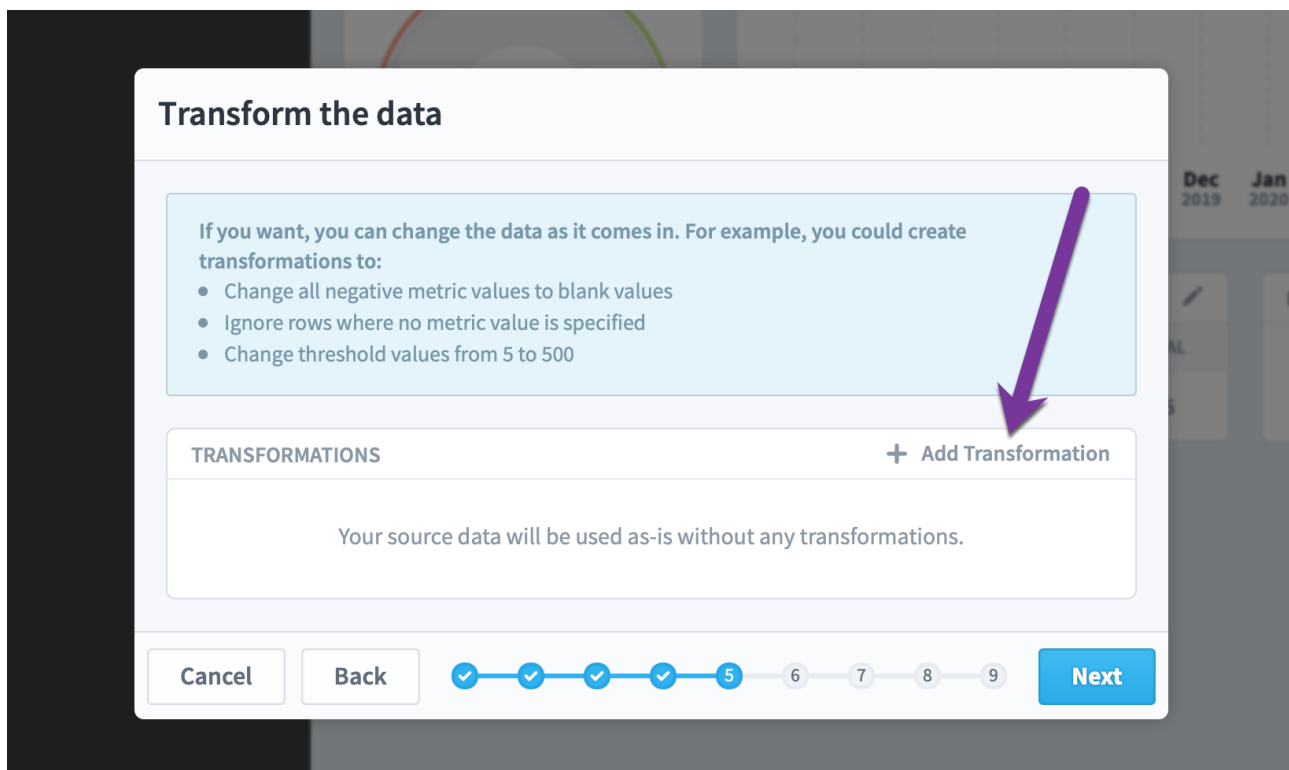 Transform the data
Dec
2019
Jan
2020
If you want, you can change the data as it comes in. For example, you could create
transformations to:
Change all negative metric values to blank values
Ignore rows where no metric value is specified
Change threshold values from 5 to 500
AL
5
TRANSFORMATIONS
+ Add Transformation
Your source data will be used as-is without any transformations.
Cancel
Back
5
6
7
8
9
Next